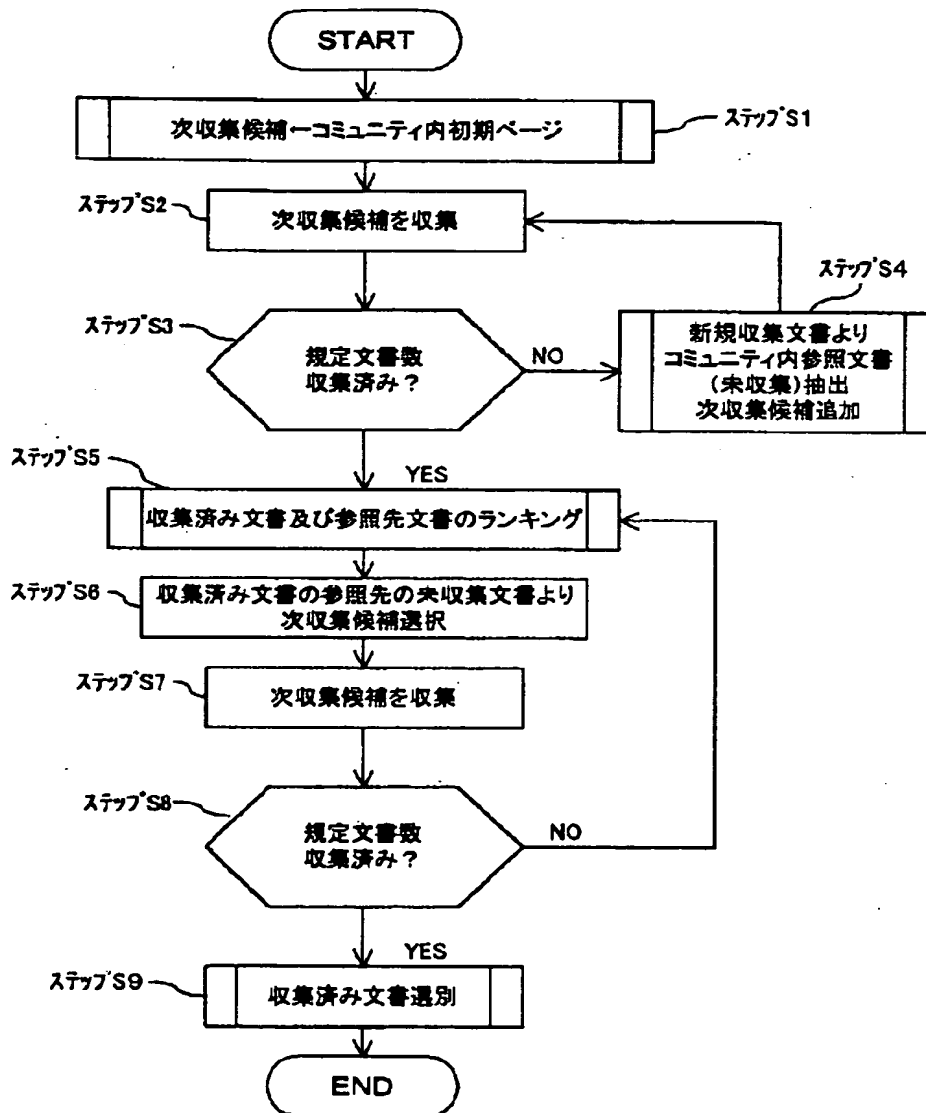 START
次収集候補←コミュニティ内初期ページ
ステップS1
ステップS2
次収集候補を収集
ステップS4
ステップS3
規定文書数
収集済み?
NO
新規収集文書より
コミュニティ内参照文書
(未収集)抽出
次収集候補追加
ステップS5
YES
収集済み文書及び参照先文書のランキング
ステップS6
収集済み文書の参照先の未収集文書より
次収集候補選択
ステップS7
次収集候補を収集
ステップS8
規定文書数
収集済み?
NO
YES
ステップS9
収集済み文書選別
END